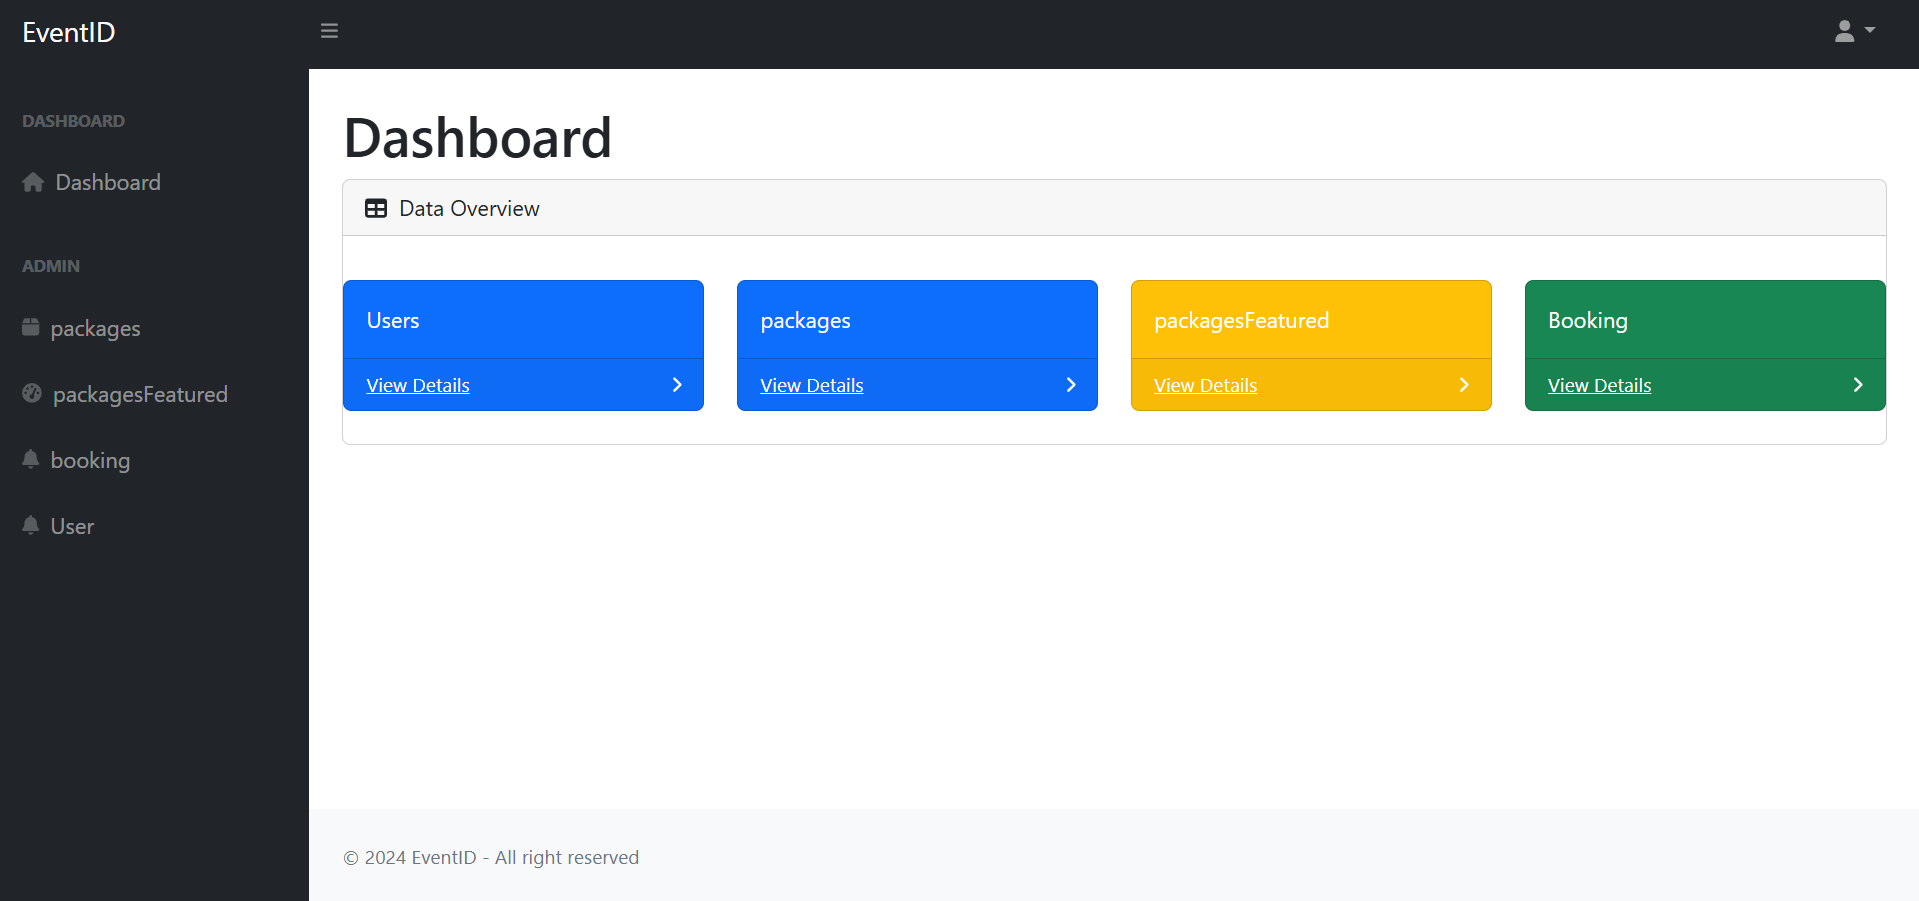 EventID
DASHBOARD
Dashboard
ADMIN
packages
packagesFeatured
booking
User
Dashboard
Data Overview
Users
View Details
packages
View Details
packagesFeatured
View Details
Booking
View Details
© 2024 EventID - All right reserved